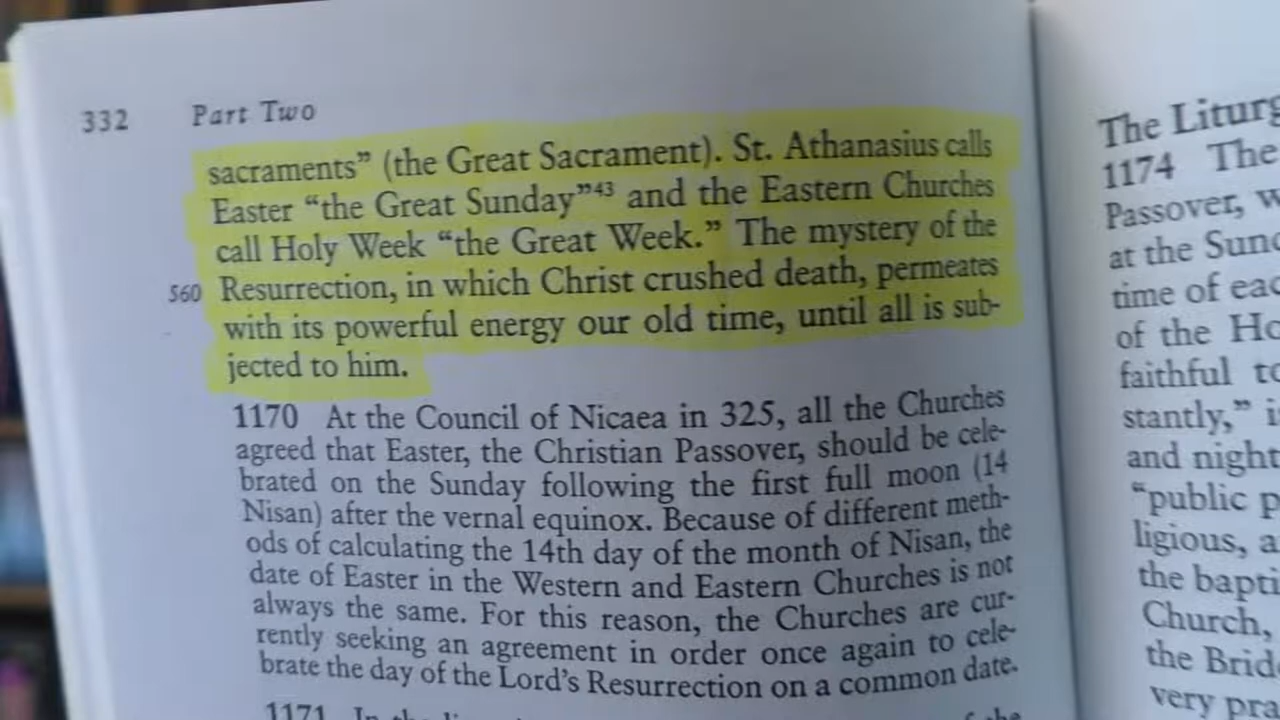 332 Part Two
sacraments” (the Great Sacrament). St. Athanasius calls
Easter “the Great Sunday”43 and the Eastern Churches
call Holy Week “the Great Week.” The mystery of the
560 Resurrection, in which Christ crushed death, permeates
with its powerful energy our old time, until all is sub-
jected to him.
1170 At the Council of Nicaea in 325, all the Churches
agreed that Easter, the Christian Passover, should be cele-
brated on the Sunday following the first full moon (14
Nisan) after the vernal equinox. Because of different meth-
ods of calculating the 14th day of the month of Nisan, the
date of Easter in the Western and Eastern Churches is not
always the same. For this reason, the Churches are cur-
rently seeking an agreement in order once again to cele-
brate the day of the Lord’s Resurrection on a common date.
1171 In the
of the
The
1174 The
Passover,
at the
time of
of the
faithful
stantly,”
and night
“public
ligious,
the
Church,
the
very